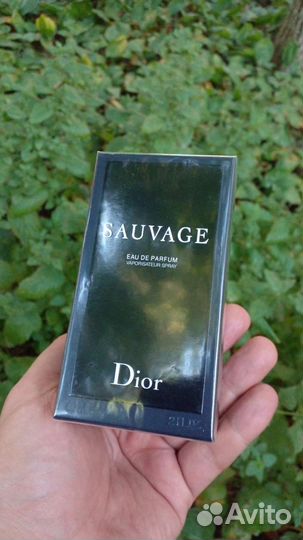 SAUVAGE
EAU DE PARFUM
VAPORISATEUR SPRAY
Dior
Avito